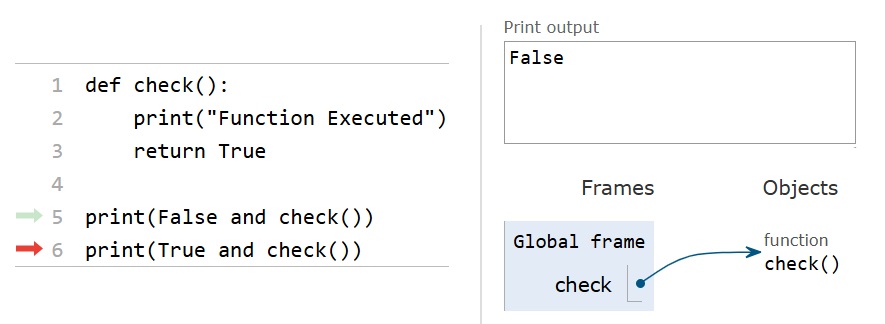 Print output
False
1 def check():
2     print("Function Executed")
3     return True
4
5 print(False and check())
6 print(True and check())
Frames
Objects
Global frame
check
function
check()